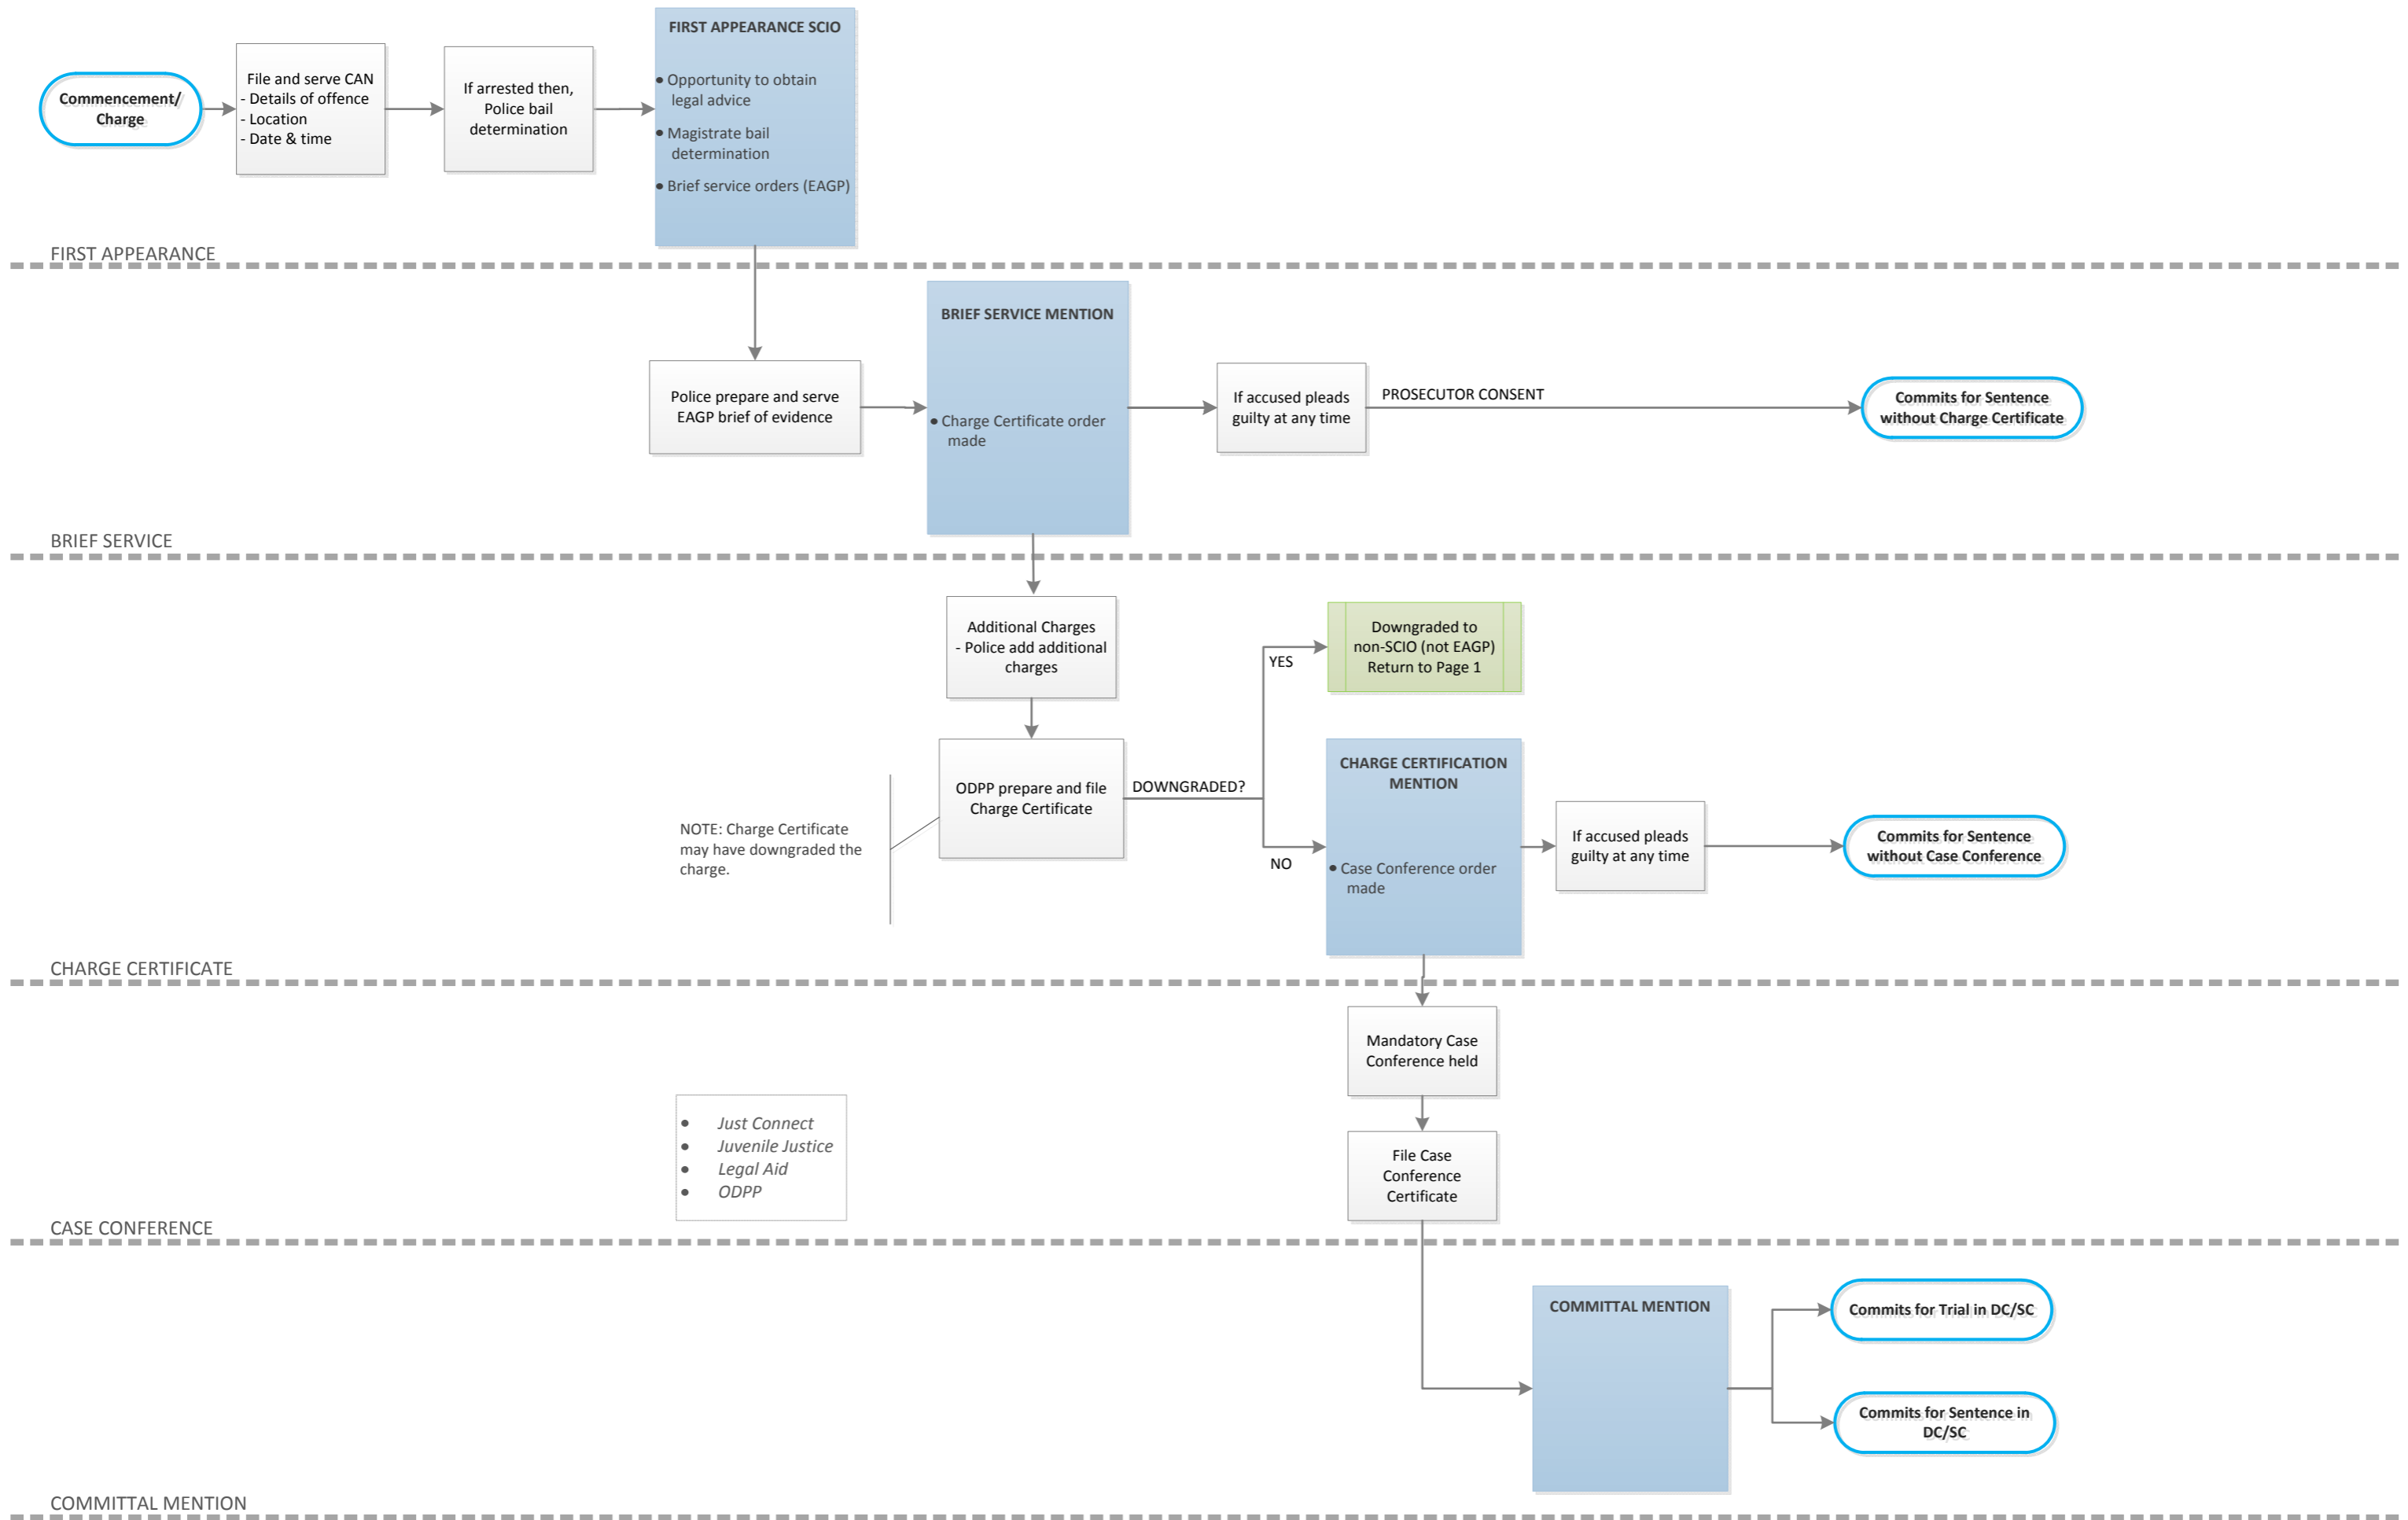 FIRST APPEARANCE SCIO
Commencement/
Charge
File and serve CAN
- Details of offence
- Location
- Date & time
If arrested then,
Police bail
determination
• Opportunity to obtain
legal advice
• Magistrate bail
determination
• Brief service orders (EAGP)
FIRST APPEARANCE
Police prepare and serve
EAGP brief of evidence
BRIEF SERVICE MENTION
• Charge Certificate order
made
If accused pleads
guilty at any time
PROSECUTOR CONSENT
Commits for Sentence
without Charge Certificate
BRIEF SERVICE
Additional Charges
- Police add additional
charges
YES
Downgraded to
non-SCIO (not EAGP)
Return to Page 1
NOTE: Charge Certificate
may have downgraded the
charge.
ODPP prepare and file
Charge Certificate
DOWNGRADED?
NO
CHARGE CERTIFICATION
MENTION
• Case Conference order
made
If accused pleads
guilty at any time
Commits for Sentence
without Case Conference
CHARGE CERTIFICATE
Mandatory Case
Conference held
• Just Connect
• Juvenile Justice
• Legal Aid
• ODPP
File Case
Conference
Certificate
CASE CONFERENCE
COMMITTAL MENTION
Commits for Trial in DC/SC
Commits for Sentence in
DC/SC
COMMITTAL MENTION